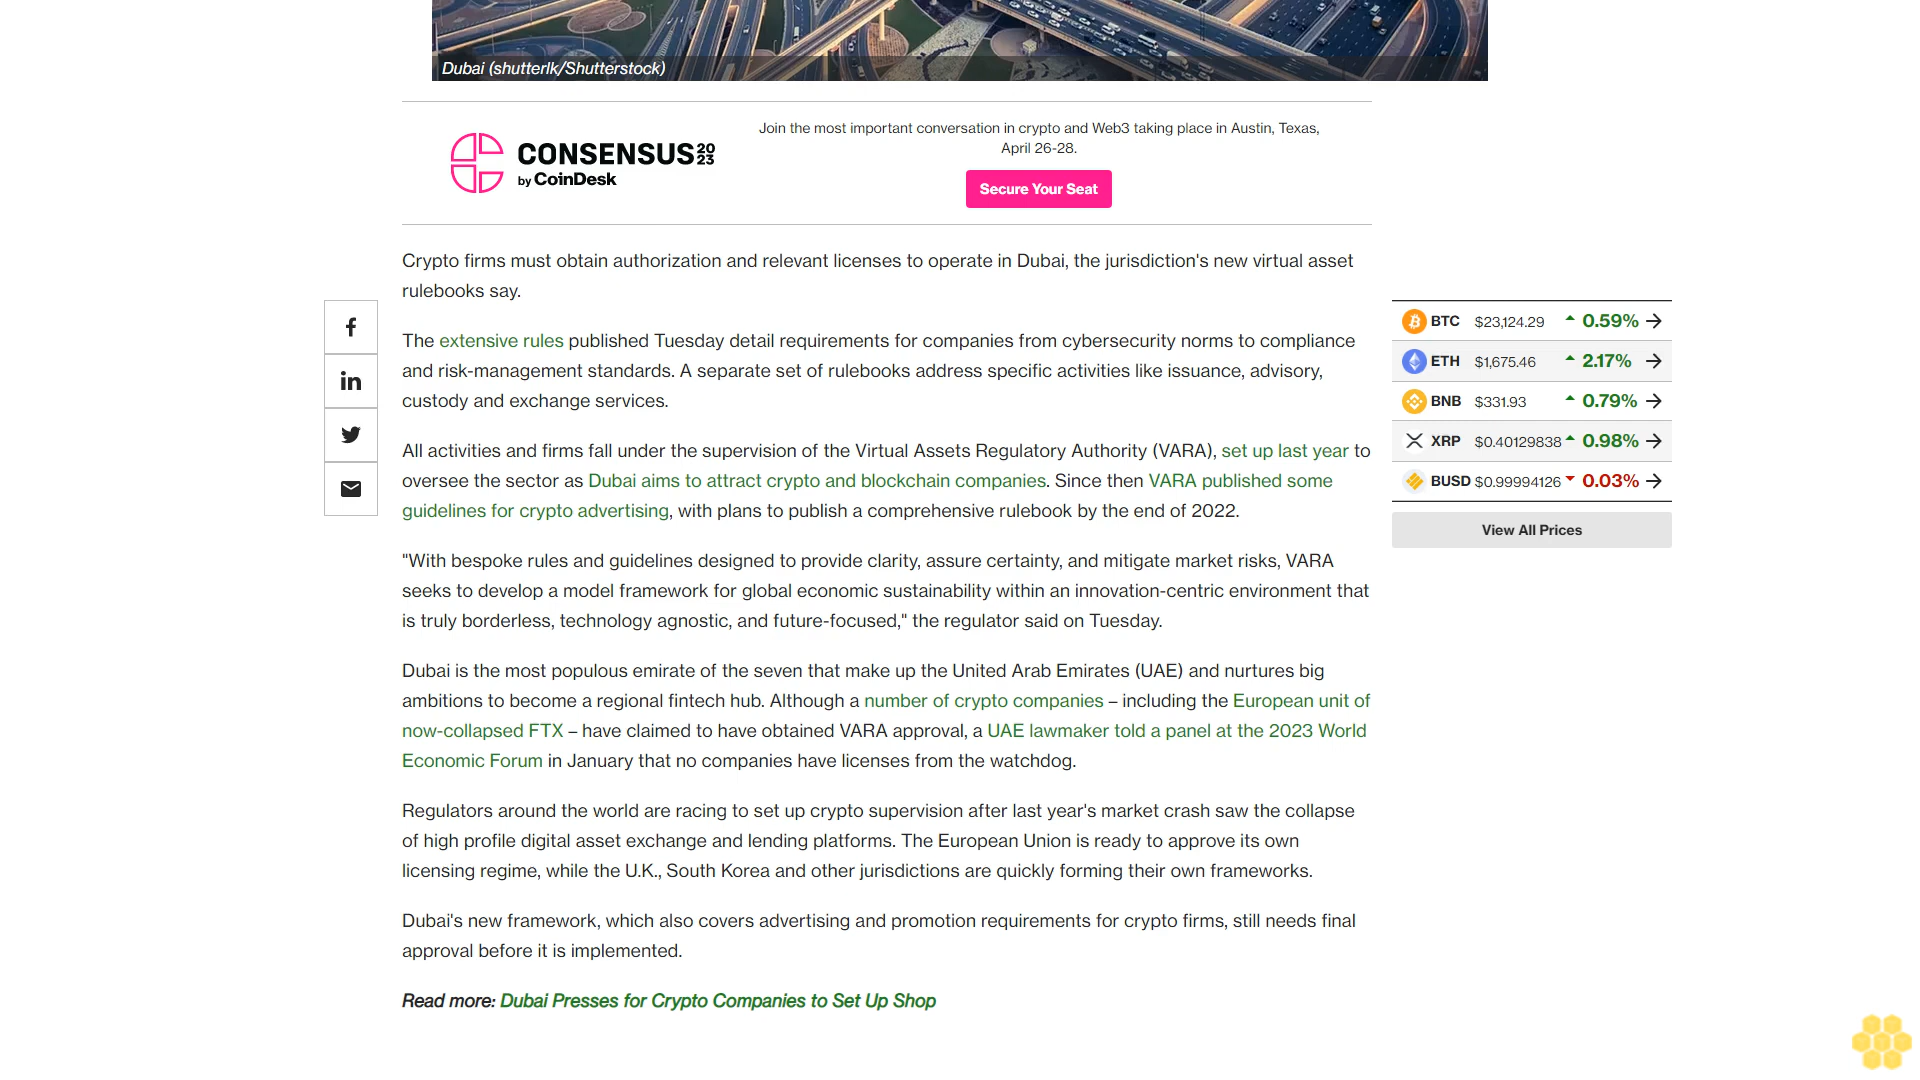 Dubai (shutterlk/Shutterstock)
CONSENSUS 2023
by CoinDesk
Join the most important conversation in crypto and Web3 taking place in Austin, Texas,
April 26-28.
Secure Your Seat
Crypto firms must obtain authorization and relevant licenses to operate in Dubai, the jurisdiction's new virtual asset
rulebooks say.
The extensive rules published Tuesday detail requirements for companies from cybersecurity norms to compliance
and risk-management standards. A separate set of rulebooks address specific activities like issuance, advisory,
custody and exchange services.
All activities and firms fall under the supervision of the Virtual Assets Regulatory Authority (VARA), set up last year to
oversee the sector as Dubai aims to attract crypto and blockchain companies. Since then VARA published some
guidelines for crypto advertising, with plans to publish a comprehensive rulebook by the end of 2022.
"With bespoke rules and guidelines designed to provide clarity, assure certainty, and mitigate market risks, VARA
seeks to develop a model framework for global economic sustainability within an innovation-centric environment that
is truly borderless, technology agnostic, and future-focused," the regulator said on Tuesday.
Dubai is the most populous emirate of the seven that make up the United Arab Emirates (UAE) and nurtures big
ambitions to become a regional fintech hub. Although a number of crypto companies – including the European unit of
now-collapsed FTX – have claimed to have obtained VARA approval, a UAE lawmaker told a panel at the 2023 World
Economic Forum in January that no companies have licenses from the watchdog.
Regulators around the world are racing to set up crypto supervision after last year's market crash saw the collapse
of high profile digital asset exchange and lending platforms. The European Union is ready to approve its own
licensing regime, while the U.K., South Korea and other jurisdictions are quickly forming their own frameworks.
Dubai's new framework, which also covers advertising and promotion requirements for crypto firms, still needs final
approval before it is implemented.
Read more: Dubai Presses for Crypto Companies to Set Up Shop
BTC $23,124.29 0.59%
ETH $1,675.46 2.17%
BNB $331.93 0.79%
XRP $0.40129838 0.98%
BUSD $0.99994126 0.03%
View All Prices